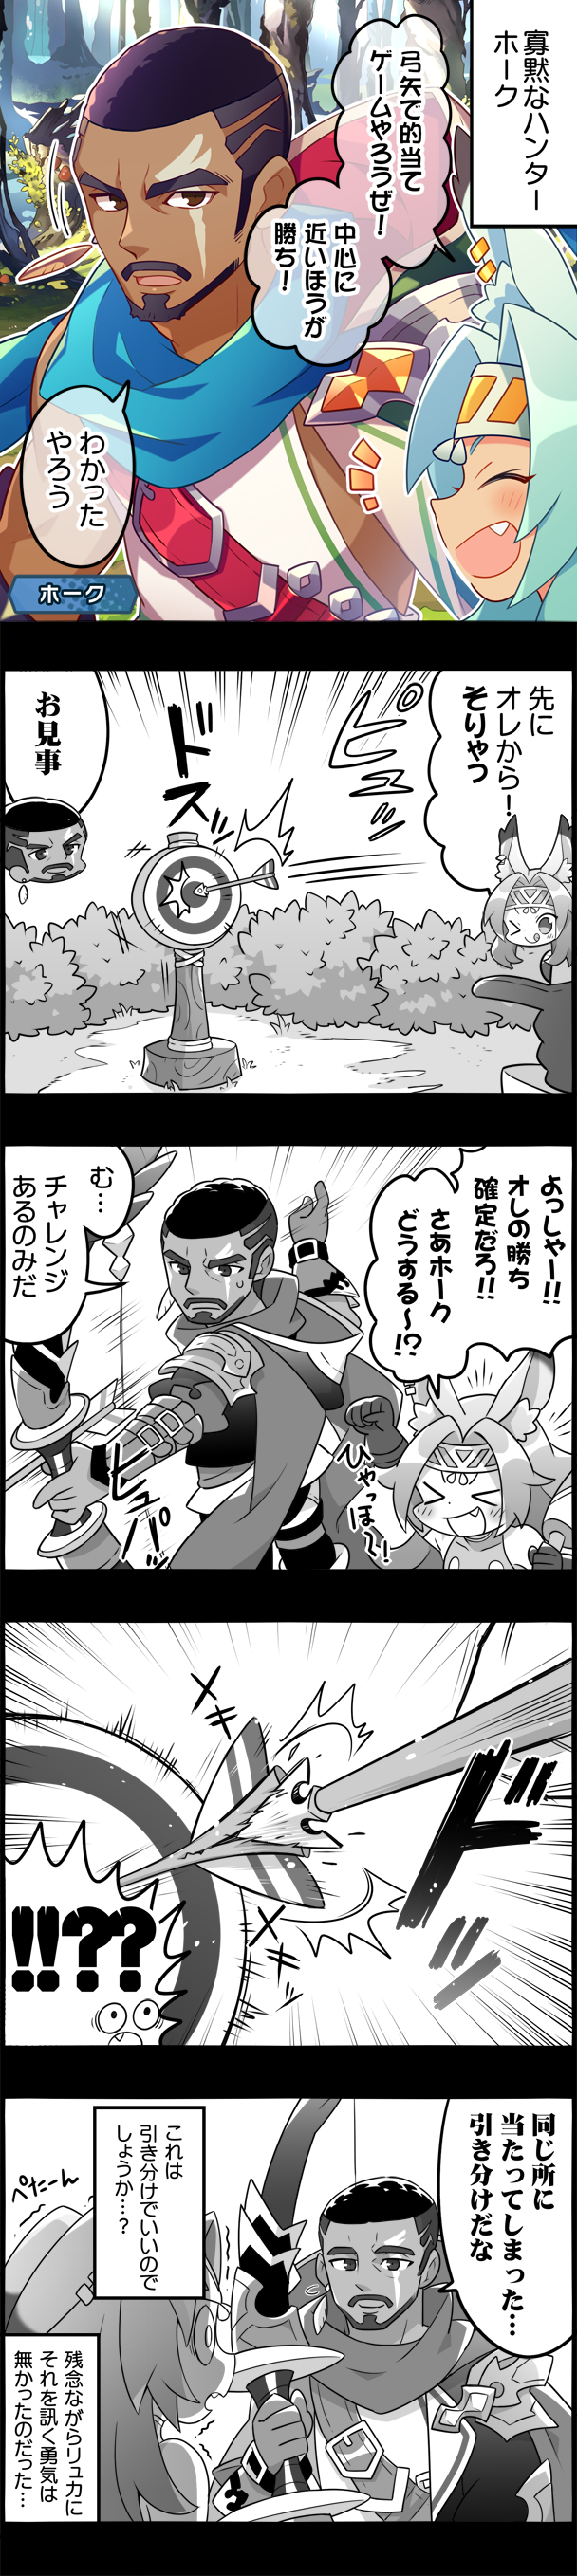 寡黙なハンター
ホーク
弓矢で的当て
ゲームやろうぜ！
中心に
近いほうが
勝ち！
わかった
やろう
ホーク
先に
オレから！
そりゃっ
ピュッ
ドスッ
お見事
よっしゃー!!
オレの勝ち
確定だろ!!
さあホーク
どうする〜!?
ひゃっほ〜!
む…
チャレンジ
あるのみだ
ヒュパッ
ドドド
!!??
同じ所に
当たってしまった…
引き分けだな
これは
引き分けでいいので
しょうか…?
ぺたーん
残念ながらリュカに
それを訊く勇気は
無かったのだった…